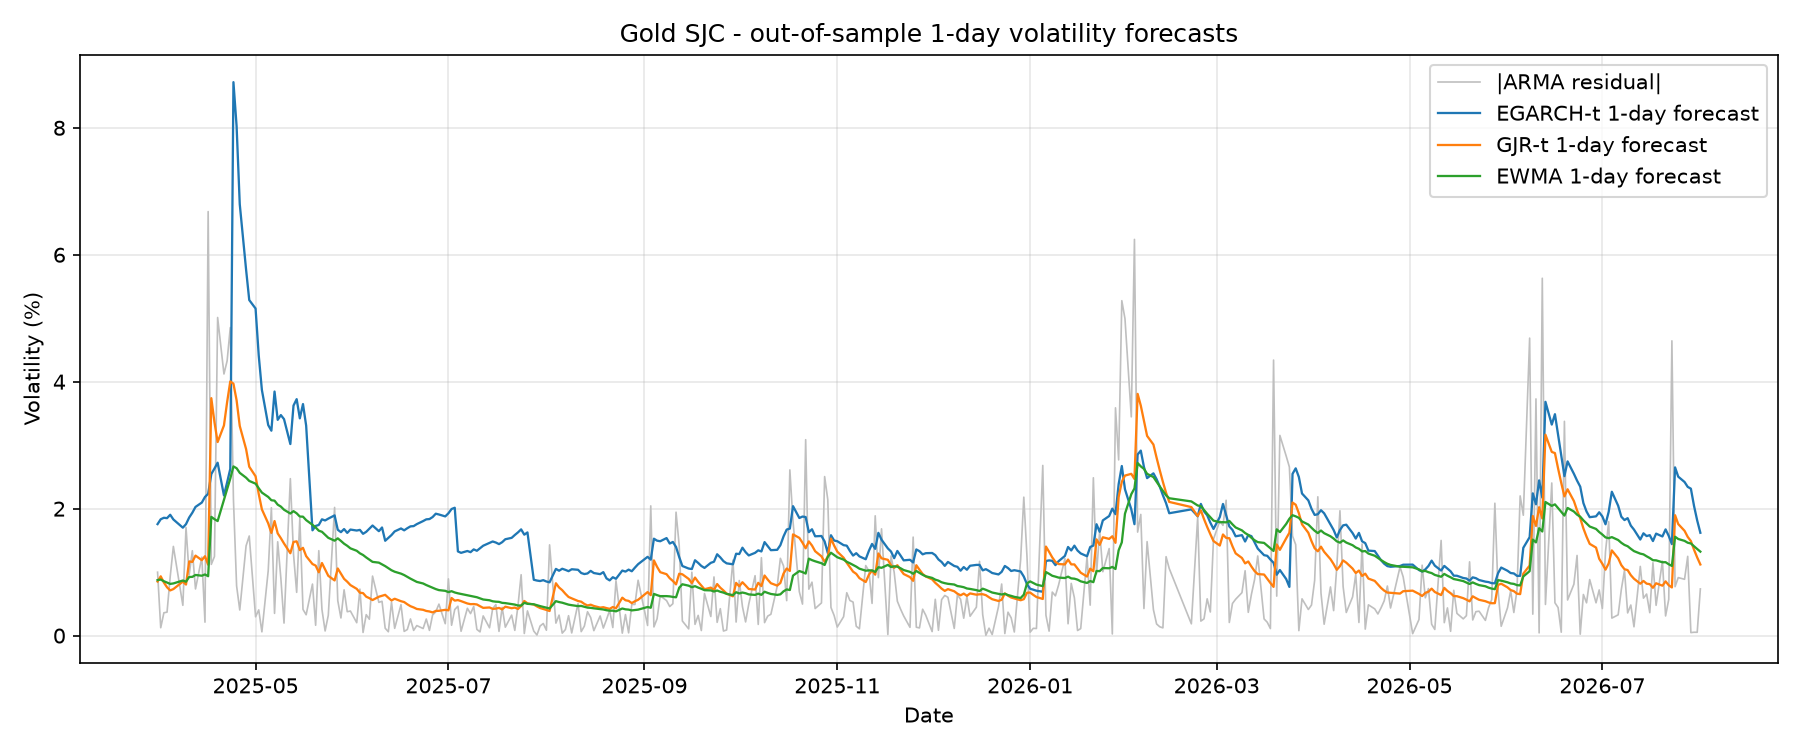 Gold SJC - out-of-sample 1-day volatility forecasts
|ARMA residual|
EGARCH-t 1-day forecast
GJR-t 1-day forecast
EWMA 1-day forecast
Volatility (%)
8
6
4
2
0
2025-05
2025-07
2025-09
2025-11
2026-01
2026-03
2026-05
2026-07
Date